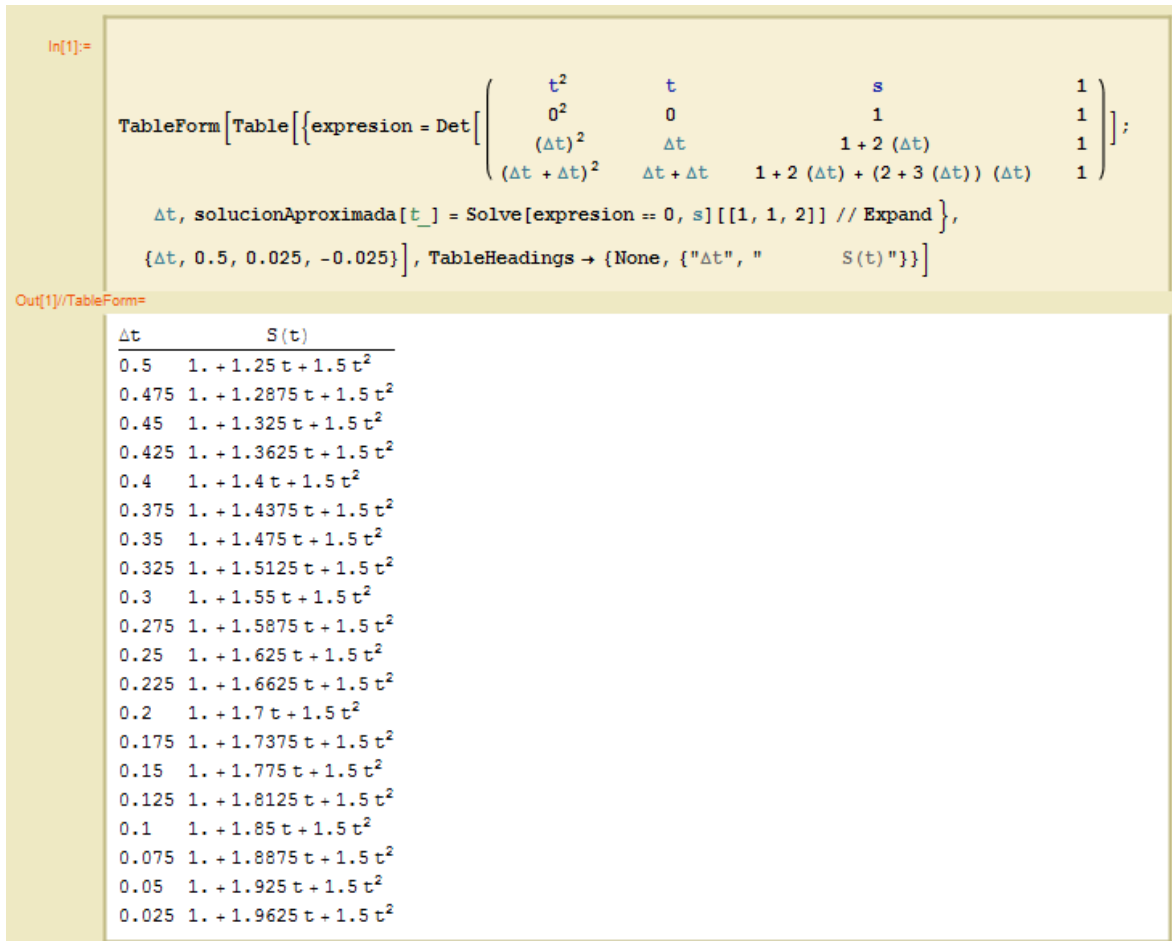 In[1]:=
t² t s 1
0² 0 1 1
TableForm[Table[{expresion = Det[( (Δt)² Δt 1 + 2 (Δt) 1 )];
(Δt + Δt)² Δt + Δt 1 + 2 (Δt) + (2 + 3 (Δt)) (Δt) 1
Δt, solucionAproximada[t_] = Solve[expresion == 0, s][[1, 1, 2]] // Expand},
{Δt, 0.5, 0.025, -0.025}], TableHeadings → {None, {"Δt", "        S(t)"}}]
Out[1]//TableForm=
Δt S(t)
0.5 1. + 1.25 t + 1.5 t²
0.475 1. + 1.2875 t + 1.5 t²
0.45 1. + 1.325 t + 1.5 t²
0.425 1. + 1.3625 t + 1.5 t²
0.4 1. + 1.4 t + 1.5 t²
0.375 1. + 1.4375 t + 1.5 t²
0.35 1. + 1.475 t + 1.5 t²
0.325 1. + 1.5125 t + 1.5 t²
0.3 1. + 1.55 t + 1.5 t²
0.275 1. + 1.5875 t + 1.5 t²
0.25 1. + 1.625 t + 1.5 t²
0.225 1. + 1.6625 t + 1.5 t²
0.2 1. + 1.7 t + 1.5 t²
0.175 1. + 1.7375 t + 1.5 t²
0.15 1. + 1.775 t + 1.5 t²
0.125 1. + 1.8125 t + 1.5 t²
0.1 1. + 1.85 t + 1.5 t²
0.075 1. + 1.8875 t + 1.5 t²
0.05 1. + 1.925 t + 1.5 t²
0.025 1. + 1.9625 t + 1.5 t²